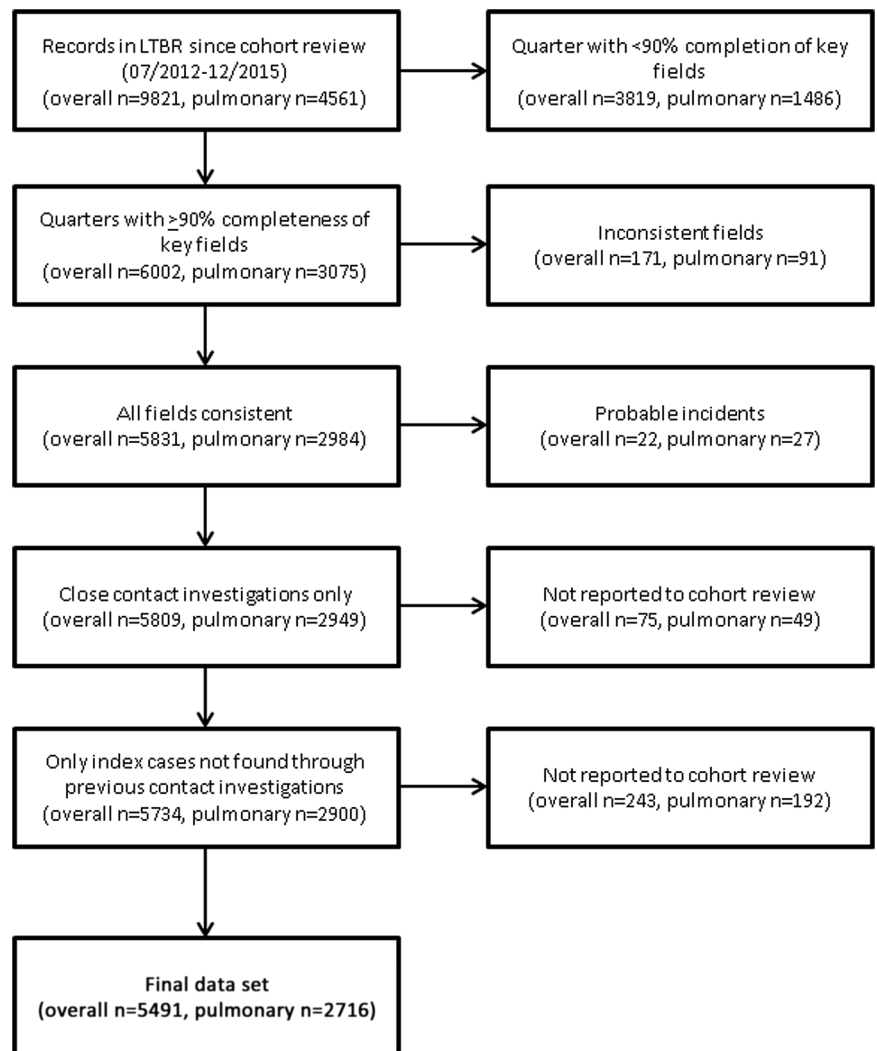 Records in LTBR since cohort review
(07/2012-12/2015)
(overall n=9821, pulmonary n=4561)
Quarter with <90% completion of key
fields
(overall n=3819, pulmonary n=1486)
Quarters with ≥90% completeness of
key fields
(overall n=6002, pulmonary n=3075)
Inconsistent fields
(overall n=171, pulmonary n=91)
All fields consistent
(overall n=5831, pulmonary n=2984)
Probable incidents
(overall n=22, pulmonary n=27)
Close contact investigations only
(overall n=5809, pulmonary n=2949)
Not reported to cohort review
(overall n=75, pulmonary n=49)
Only index cases not found through
previous contact investigations
(overall n=5734, pulmonary n=2900)
Not reported to cohort review
(overall n=243, pulmonary n=192)
Final data set
(overall n=5491, pulmonary n=2716)